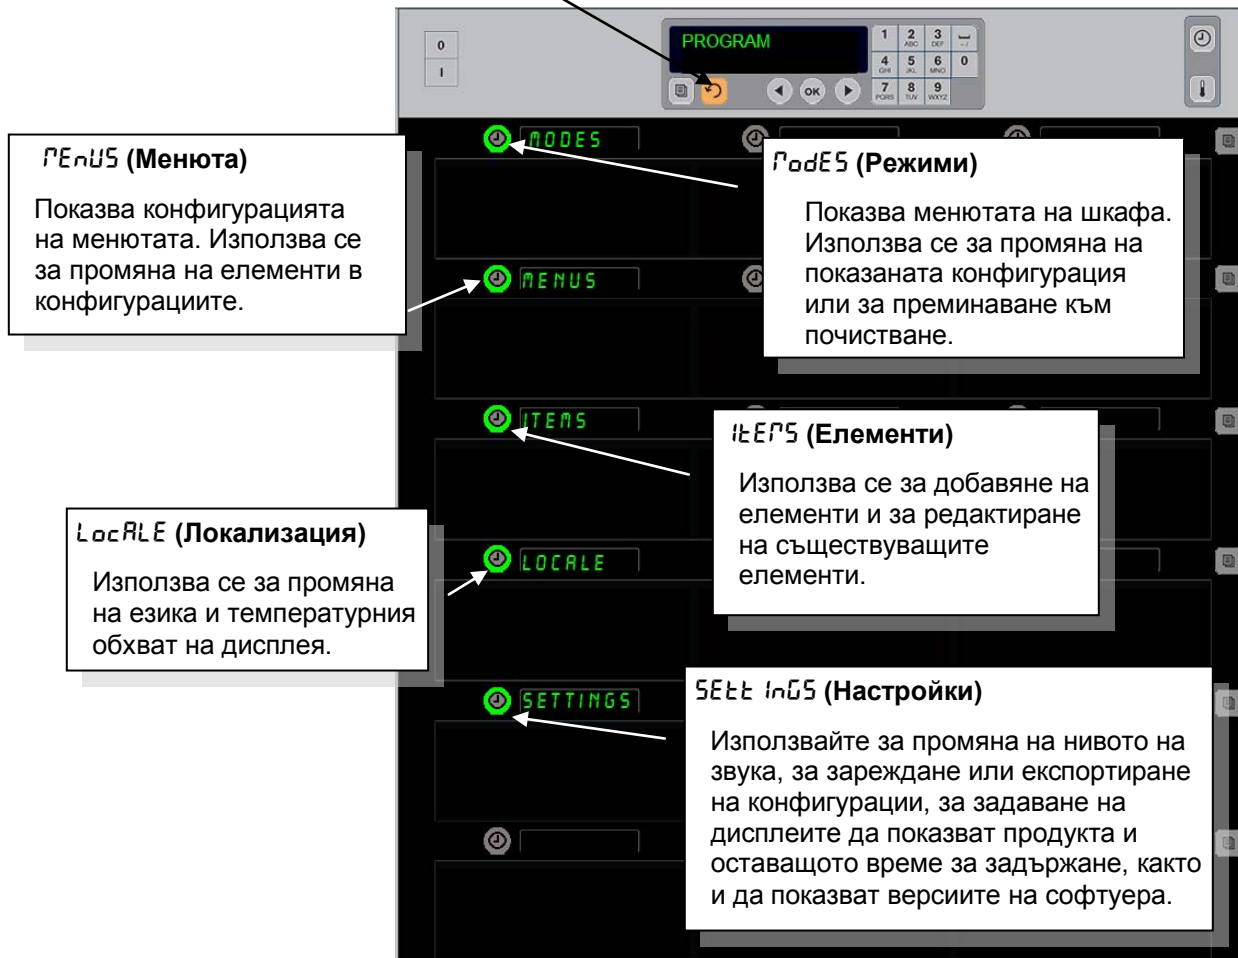 PROGRAM
0
I
1
2 ABC
3 DEF
4 GHI
5 JKL
6 MNO
0
7 PQRS
8 TUV
9 WXYZ
OK
MODES
MENUS
ITEMS
LOCALE
SETTINGS
MEnUS (Менюта)
Показва конфигурацията
на менютата. Използва се
за промяна на елементи в
конфигурациите.
ModES (Режими)
Показва менютата на шкафа.
Използва се за промяна на
показаната конфигурация
или за преминаване към
почистване.
ItEMS (Елементи)
Използва се за добавяне на
елементи и за редактиране
на съществуващите
елементи.
LocALE (Локализация)
Използва се за промяна
на езика и температурния
обхват на дисплея.
SEttInGS (Настройки)
Използвайте за промяна на нивото на
звука, за зареждане или експортиране
на конфигурации, за задаване на
дисплеите да показват продукта и
оставащото време за задържане, както
и да показват версиите на софтуера.